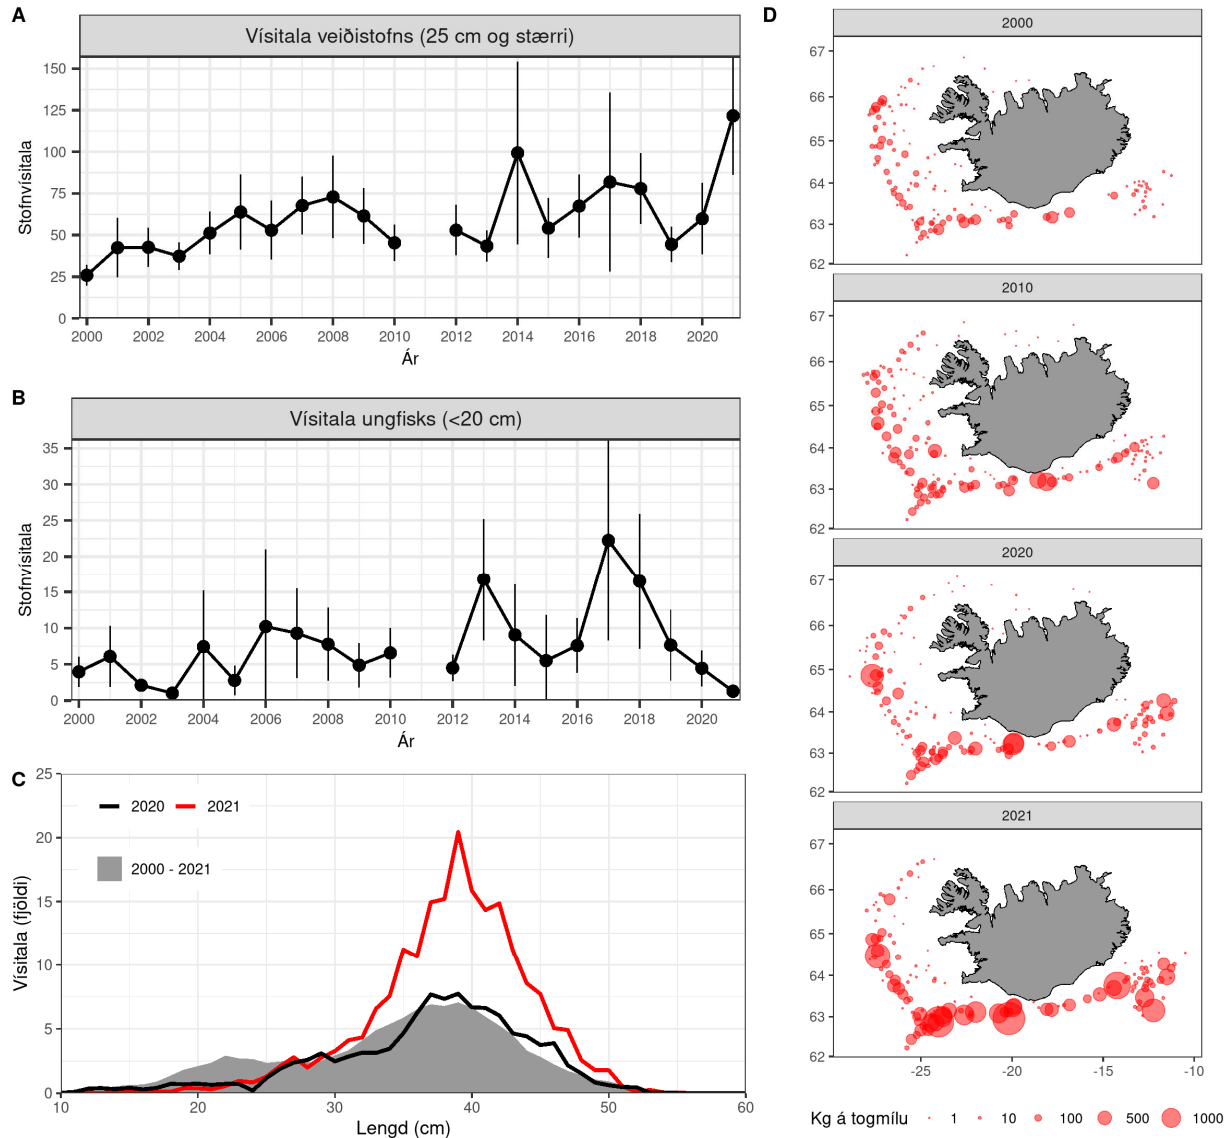 A
Vísitala veiðistofns (25 cm og stærri)
Stofnvísitala
150
125
100
75
50
25
0
2000 2002 2004 2006 2008 2010 2012 2014 2016 2018 2020
Ár
B
Vísitala ungfisks (<20 cm)
Stofnvísitala
35
30
25
20
15
10
5
0
2000 2002 2004 2006 2008 2010 2012 2014 2016 2018 2020
Ár
C
Vísitala (fjöldi)
25
20
15
10
5
0
2020 2021
2000 - 2021
10 20 30 40 50 60
Lengd (cm)
D
2000
67
66
65
64
63
62
2010
67
66
65
64
63
62
2020
67
66
65
64
63
62
2021
67
66
65
64
63
62
-25 -20 -15 -10
Kg á togmílu 1 10 100 500 1000